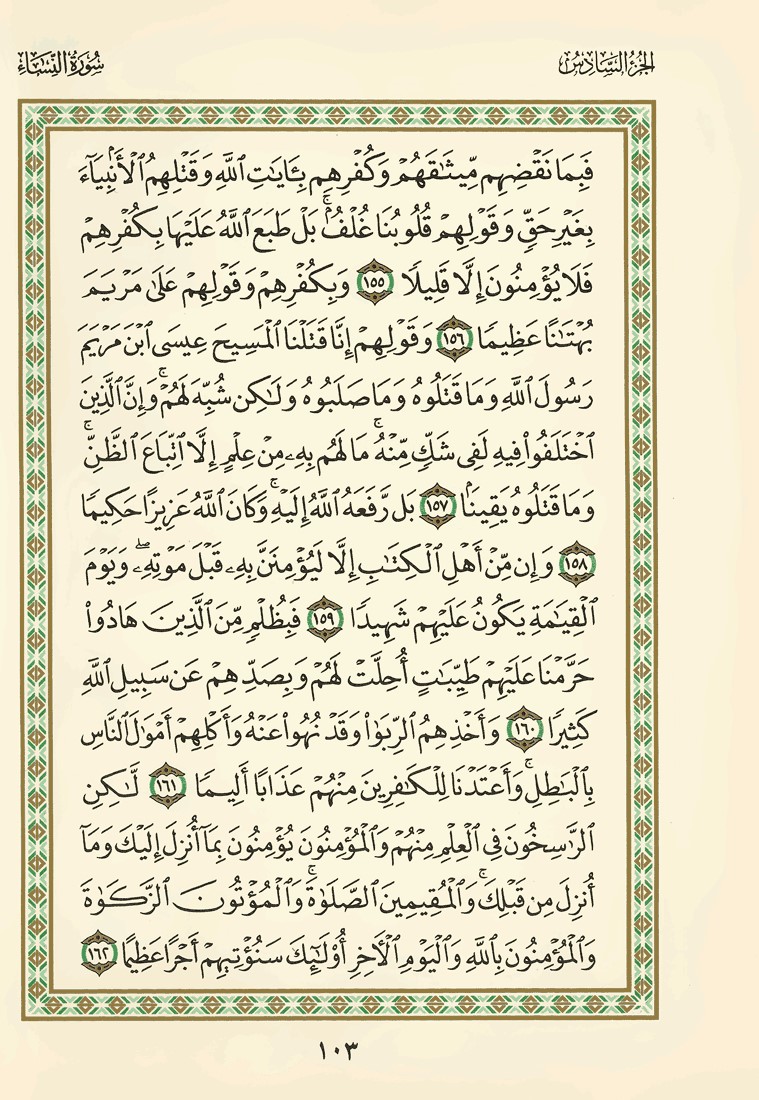 الجزء السادس
سورة النساء
فَبِمَا نَقْضِهِم مِّيثَٰقَهُمْ وَكُفْرِهِم بِـَٔايَٰتِ ٱللَّهِ وَقَتْلِهِمُ ٱلْأَنۢبِيَآءَ
بِغَيْرِ حَقٍّ وَقَوْلِهِمْ قُلُوبُنَا غُلْفٌۢ ۚ بَلْ طَبَعَ ٱللَّهُ عَلَيْهَا بِكُفْرِهِمْ
فَلَا يُؤْمِنُونَ إِلَّا قَلِيلًا ١٥٥ وَبِكُفْرِهِمْ وَقَوْلِهِمْ عَلَىٰ مَرْيَمَ
بُهْتَٰنًا عَظِيمًا ١٥٦ وَقَوْلِهِمْ إِنَّا قَتَلْنَا ٱلْمَسِيحَ عِيسَى ٱبْنَ مَرْيَمَ
رَسُولَ ٱللَّهِ وَمَا قَتَلُوهُ وَمَا صَلَبُوهُ وَلَٰكِن شُبِّهَ لَهُمْ ۚ وَإِنَّ ٱلَّذِينَ
ٱخْتَلَفُوا۟ فِيهِ لَفِى شَكٍّ مِّنْهُ ۚ مَا لَهُم بِهِۦ مِنْ عِلْمٍ إِلَّا ٱتِّبَاعَ ٱلظَّنِّ ۚ
وَمَا قَتَلُوهُ يَقِينًۢا ١٥٧ بَل رَّفَعَهُ ٱللَّهُ إِلَيْهِ ۚ وَكَانَ ٱللَّهُ عَزِيزًا حَكِيمًا
١٥٨ وَإِن مِّنْ أَهْلِ ٱلْكِتَٰبِ إِلَّا لَيُؤْمِنَنَّ بِهِۦ قَبْلَ مَوْتِهِۦ ۖ وَيَوْمَ
ٱلْقِيَٰمَةِ يَكُونُ عَلَيْهِمْ شَهِيدًا ١٥٩ فَبِظُلْمٍ مِّنَ ٱلَّذِينَ هَادُوا۟
حَرَّمْنَا عَلَيْهِمْ طَيِّبَٰتٍ أُحِلَّتْ لَهُمْ وَبِصَدِّهِمْ عَن سَبِيلِ ٱللَّهِ
كَثِيرًا ١٦٠ وَأَخْذِهِمُ ٱلرِّبَوٰا۟ وَقَدْ نُهُوا۟ عَنْهُ وَأَكْلِهِمْ أَمْوَٰلَ ٱلنَّاسِ
بِٱلْبَٰطِلِ ۚ وَأَعْتَدْنَا لِلْكَٰفِرِينَ مِنْهُمْ عَذَابًا أَلِيمًا ١٦١ لَّٰكِنِ
ٱلرَّٰسِخُونَ فِى ٱلْعِلْمِ مِنْهُمْ وَٱلْمُؤْمِنُونَ يُؤْمِنُونَ بِمَآ أُنزِلَ إِلَيْكَ وَمَآ
أُنزِلَ مِن قَبْلِكَ ۚ وَٱلْمُقِيمِينَ ٱلصَّلَوٰةَ ۚ وَٱلْمُؤْتُونَ ٱلزَّكَوٰةَ
وَٱلْمُؤْمِنُونَ بِٱللَّهِ وَٱلْيَوْمِ ٱلْءَاخِرِ أُو۟لَٰٓئِكَ سَنُؤْتِيهِمْ أَجْرًا عَظِيمًا ١٦٢
١٠٣